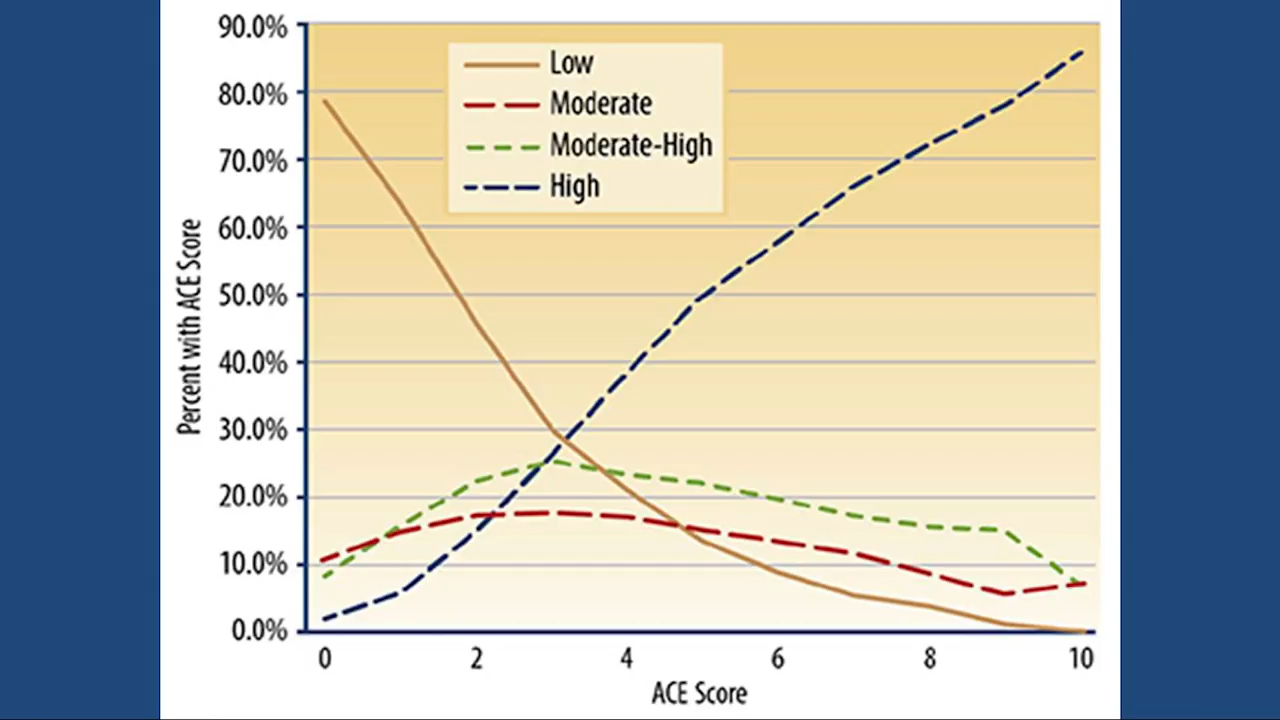 90.0%
80.0%
70.0%
60.0%
50.0%
40.0%
30.0%
20.0%
10.0%
0.0%
Percent with ACE Score
Low
Moderate
Moderate-High
High
0 2 4 6 8 10
ACE Score